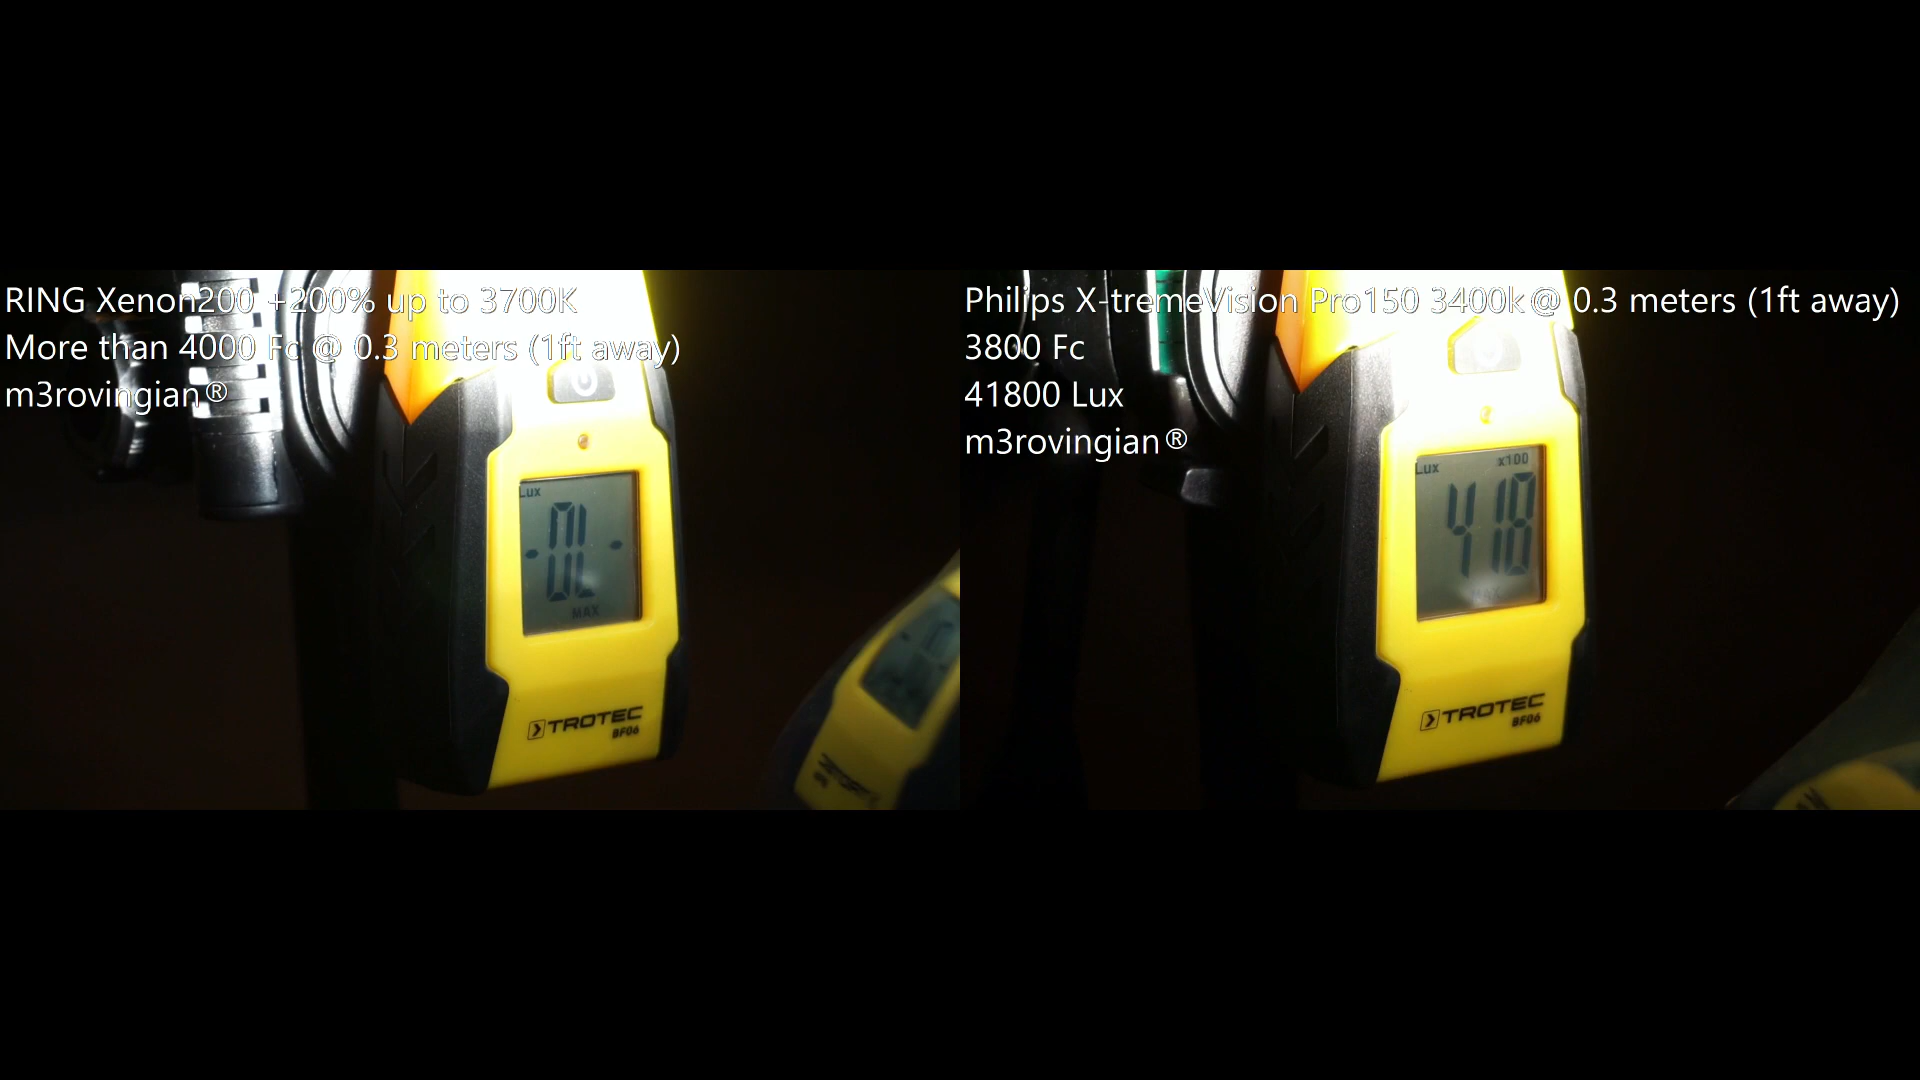 RING Xenon200 +200% up to 3700K
More than 4000 Fc @ 0.3 meters (1ft away)
m3rovingian®
Lux
OL
MAX
TROTEC
BF06
Philips X-tremeVision Pro150 3400k@ 0.3 meters (1ft away)
3800 Fc
41800 Lux
m3rovingian®
Lux x100
418
TROTEC
BF06